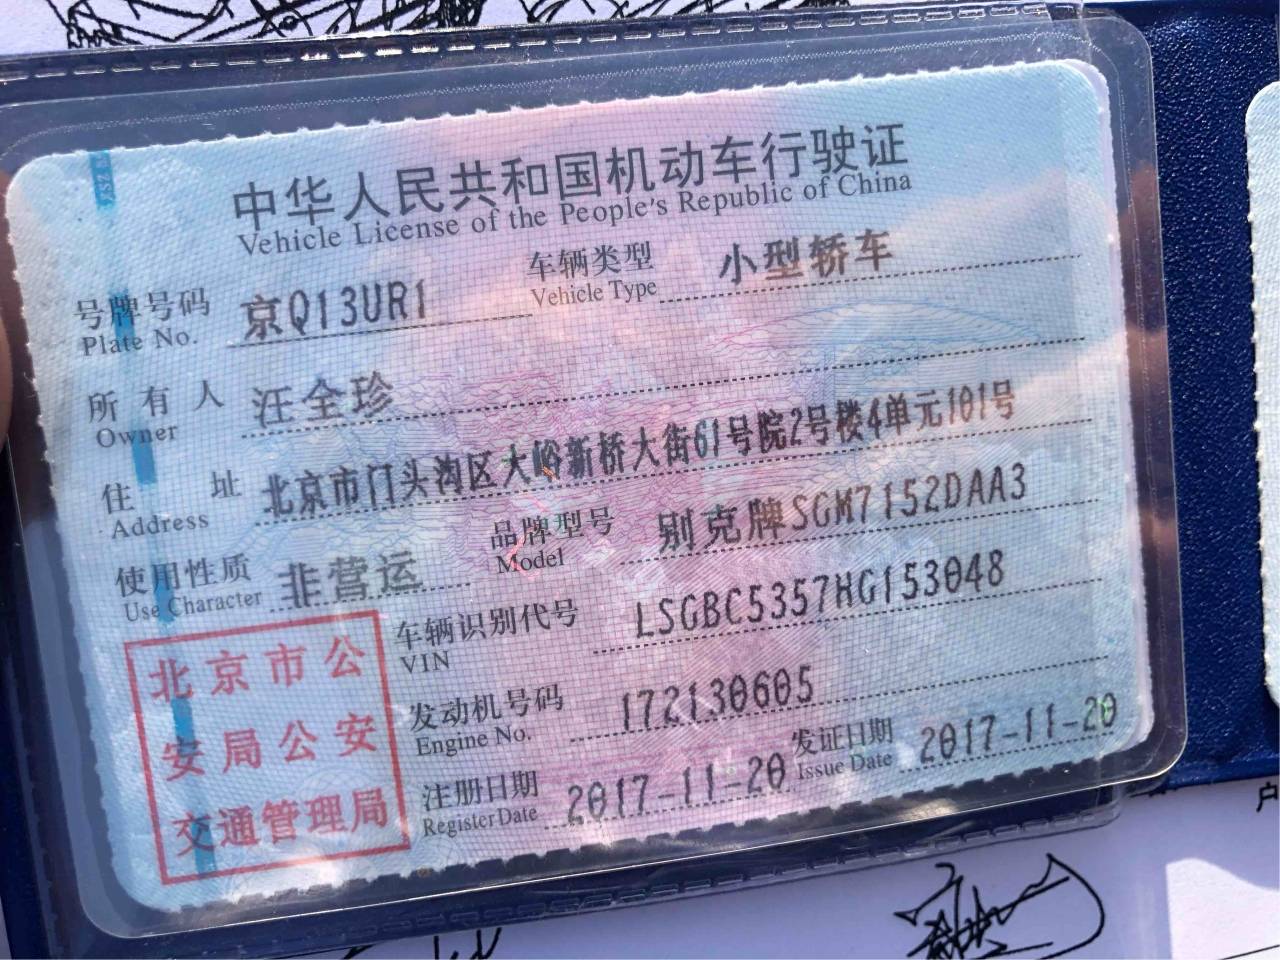 中华人民共和国机动车行驶证
Vehicle License of the People's Republic of China
号牌号码 京Q13UR1 车辆类型 小型轿车
Plate No. Vehicle Type
所有人 汪全珍
Owner
住址 北京市门头沟区大峪新桥大街61号院2号楼4单元101号
Address
使用性质 非营运 品牌型号 别克牌SGM7152DAA3
Use Character Model
车辆识别代号 LSGBC5357HG153048
VIN
发动机号码 172130605
Engine No.
注册日期 2017-11-20 发证日期 2017-11-20
Register Date Issue Date
北京市公
安局公安
交通管理局